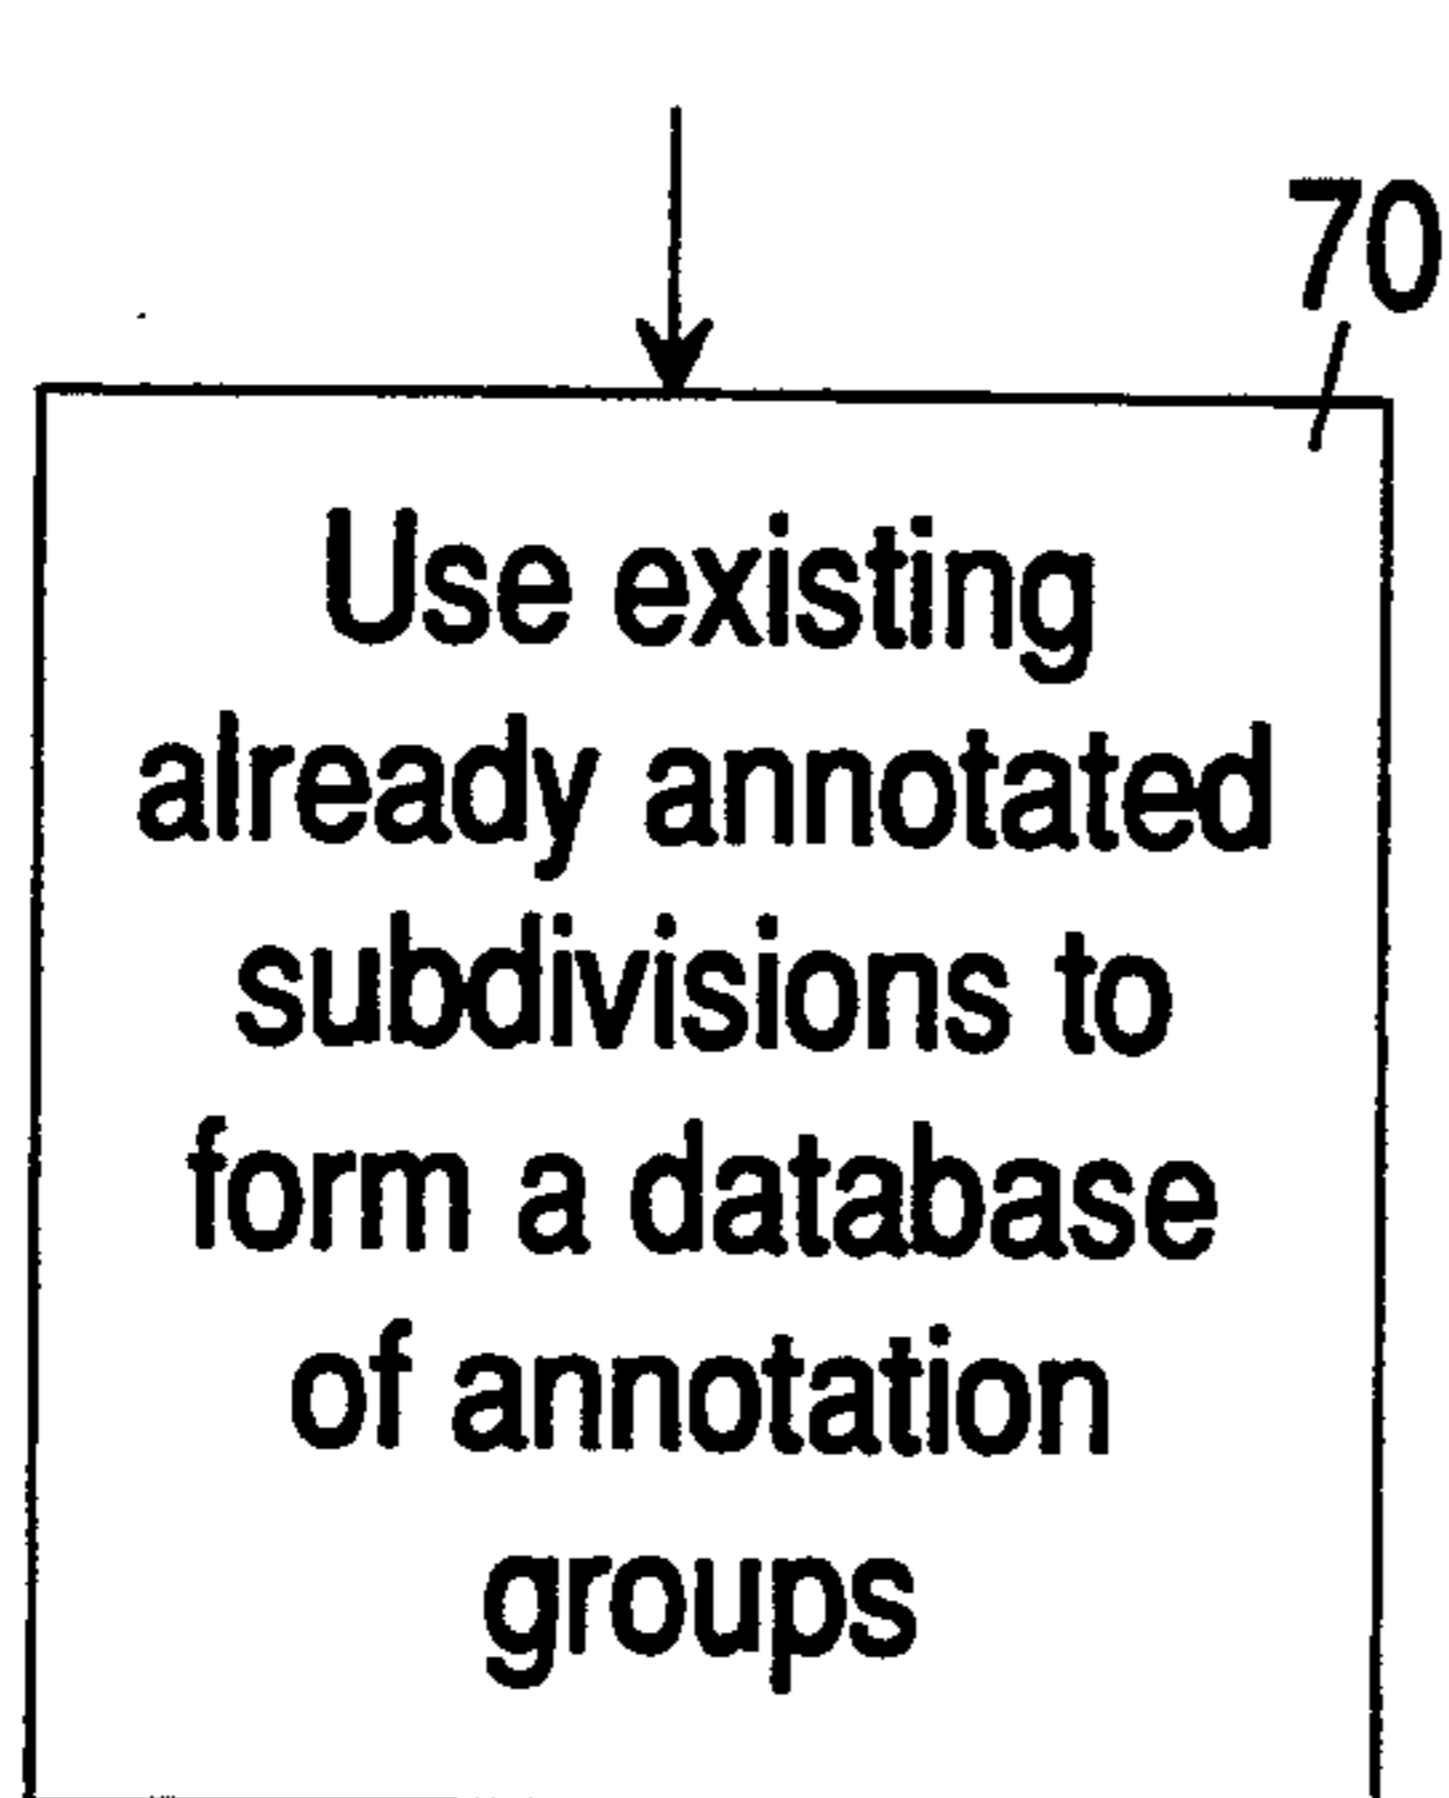 70
Use existing
already annotated
subdivisions to
form a database
of annotation
groups